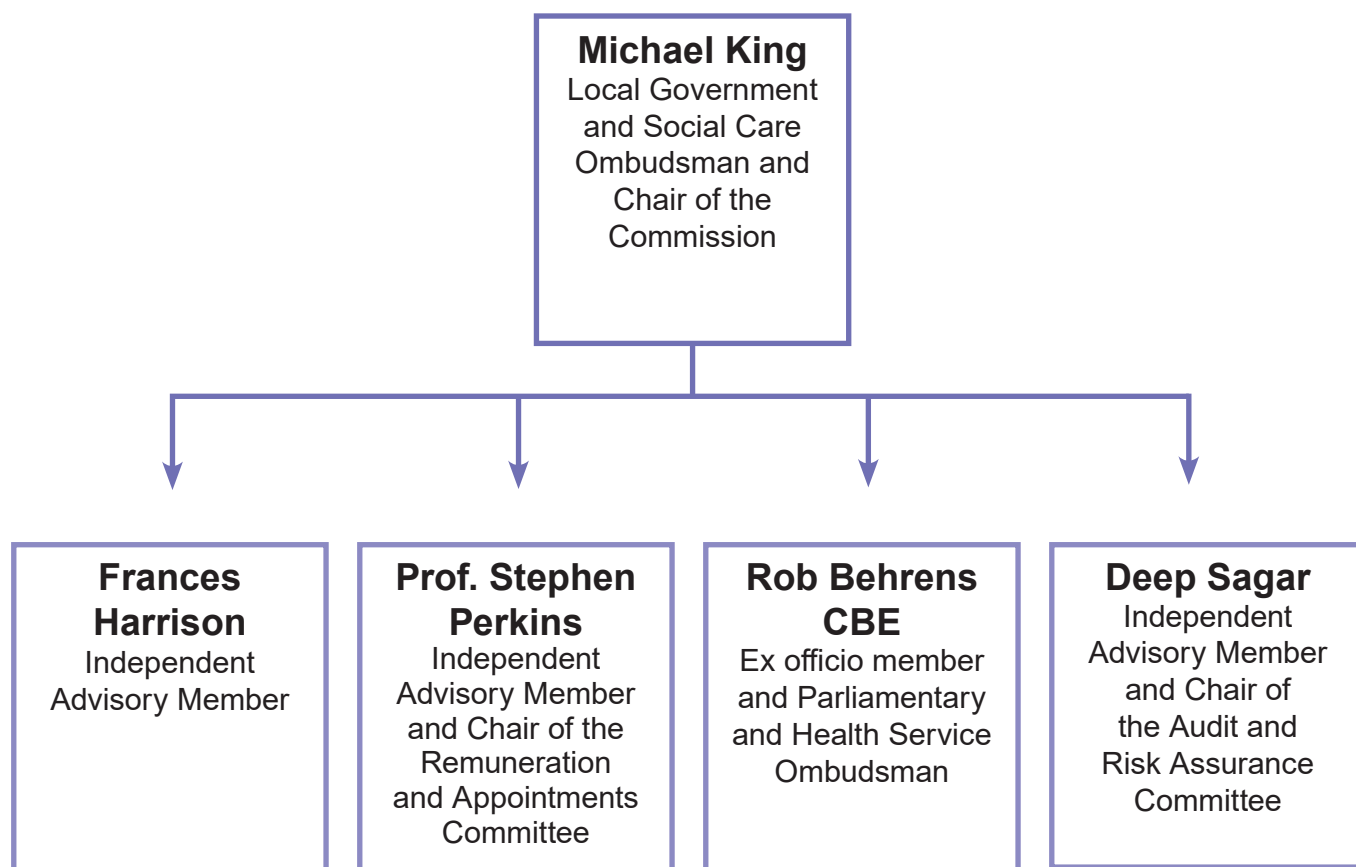 Michael King
Local Government
and Social Care
Ombudsman and
Chair of the
Commission
Frances
Harrison
Independent
Advisory Member
Prof. Stephen
Perkins
Independent
Advisory Member
and Chair of the
Remuneration
and Appointments
Committee
Rob Behrens
CBE
Ex officio member
and Parliamentary
and Health Service
Ombudsman
Deep Sagar
Independent
Advisory Member
and Chair of
the Audit and
Risk Assurance
Committee